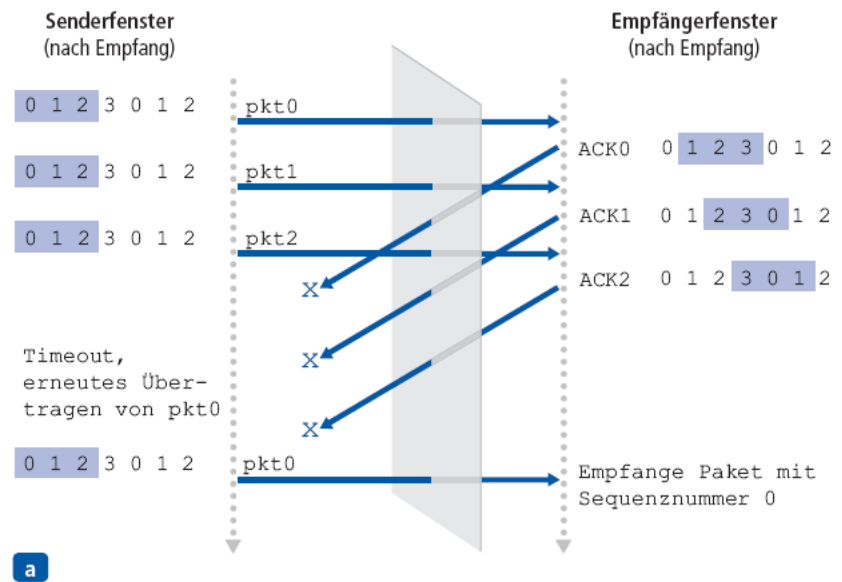 Senderfenster
(nach Empfang)
Empfängerfenster
(nach Empfang)
0 1 2 3 0 1 2
pkt0
ACK0 0 1 2 3 0 1 2
0 1 2 3 0 1 2
pkt1
ACK1 0 1 2 3 0 1 2
0 1 2 3 0 1 2
pkt2
ACK2 0 1 2 3 0 1 2
X
X
X
Timeout,
erneutes Über-
tragen von pkt0
0 1 2 3 0 1 2
pkt0
Empfange Paket mit
Sequenznummer 0
a